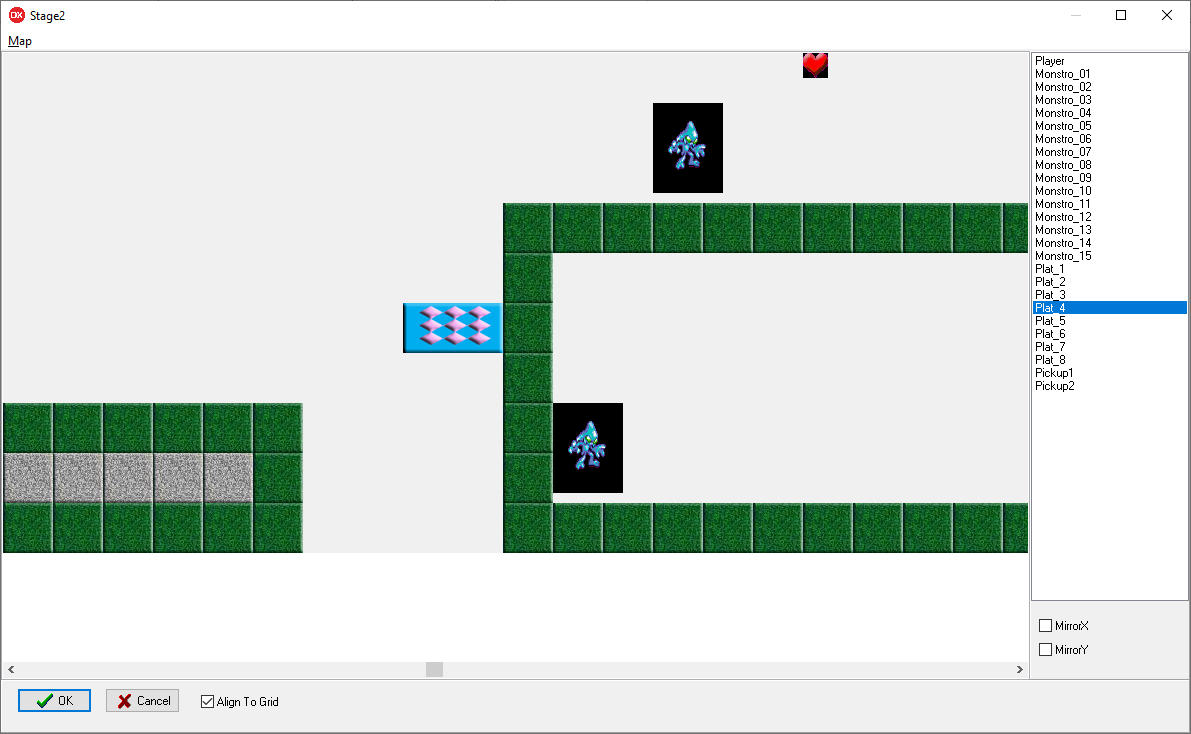 DX Stage2
Map
Player
Monstro_01
Monstro_02
Monstro_03
Monstro_04
Monstro_05
Monstro_06
Monstro_07
Monstro_08
Monstro_09
Monstro_10
Monstro_11
Monstro_12
Monstro_13
Monstro_14
Monstro_15
Plat_1
Plat_2
Plat_3
Plat_4
Plat_5
Plat_6
Plat_7
Plat_8
Pickup1
Pickup2
MirrorX
MirrorY
OK Cancel Align To Grid